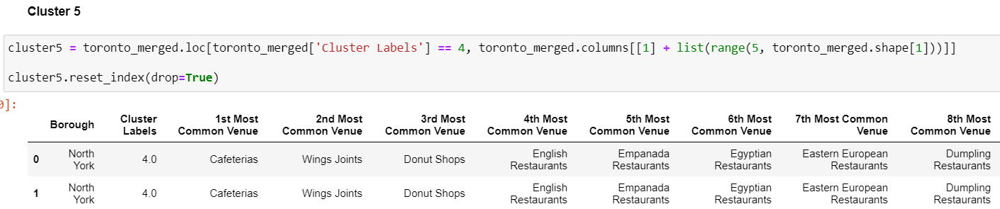 Cluster 5
cluster5 = toronto_merged.loc[toronto_merged['Cluster Labels'] == 4, toronto_merged.columns[[1] + list(range(5, toronto_merged.shape[1]))]]
cluster5.reset_index(drop=True)
]:
Borough Cluster Labels 1st Most Common Venue 2nd Most Common Venue 3rd Most Common Venue 4th Most Common Venue 5th Most Common Venue 6th Most Common Venue 7th Most Common Venue 8th Most Common Venue
0 North York 4.0 Cafeterias Wings Joints Donut Shops English Restaurants Empanada Restaurants Egyptian Restaurants Eastern European Restaurants Dumpling Restaurants
1 North York 4.0 Cafeterias Wings Joints Donut Shops English Restaurants Empanada Restaurants Egyptian Restaurants Eastern European Restaurants Dumpling Restaurants